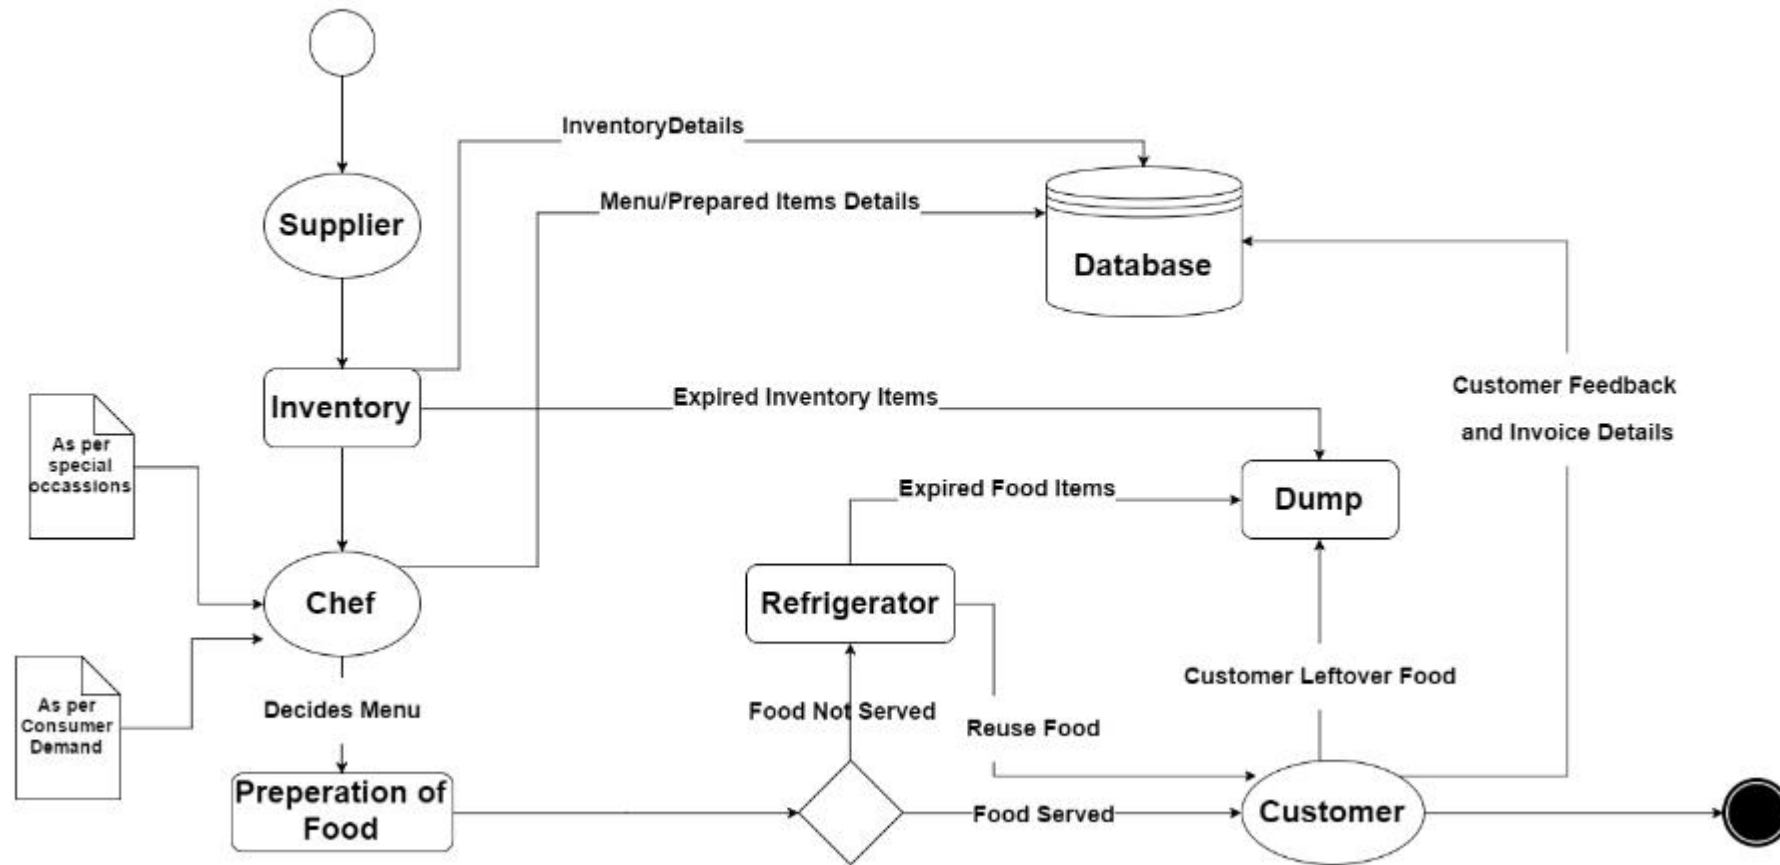 InventoryDetails
Menu/Prepared Items Details
Supplier
Database
Inventory
Expired Inventory Items
Customer Feedback
and Invoice Details
As per
special
occassions
Expired Food Items
Dump
Chef
Refrigerator
Customer Leftover Food
As per
Consumer
Demand
Decides Menu
Food Not Served
Reuse Food
Preperation of
Food
Food Served
Customer